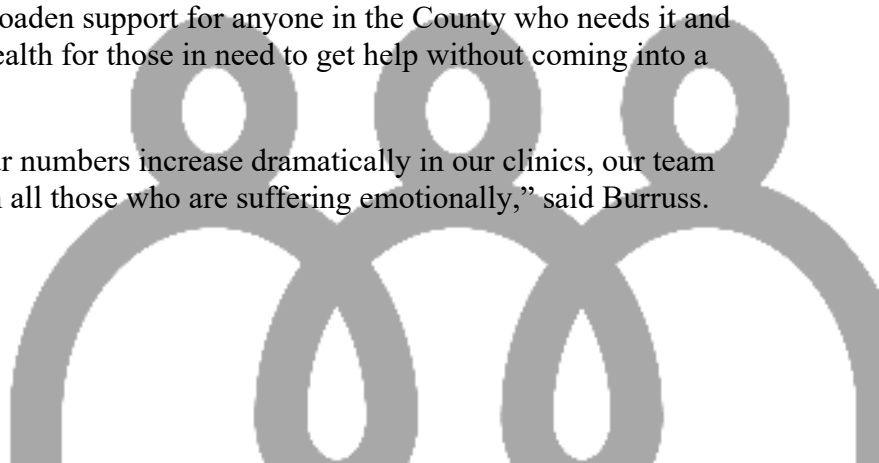 oaden support for anyone in the County who needs it and
ealth for those in need to get help without coming into a
r numbers increase dramatically in our clinics, our team
all those who are suffering emotionally,” said Burruss.